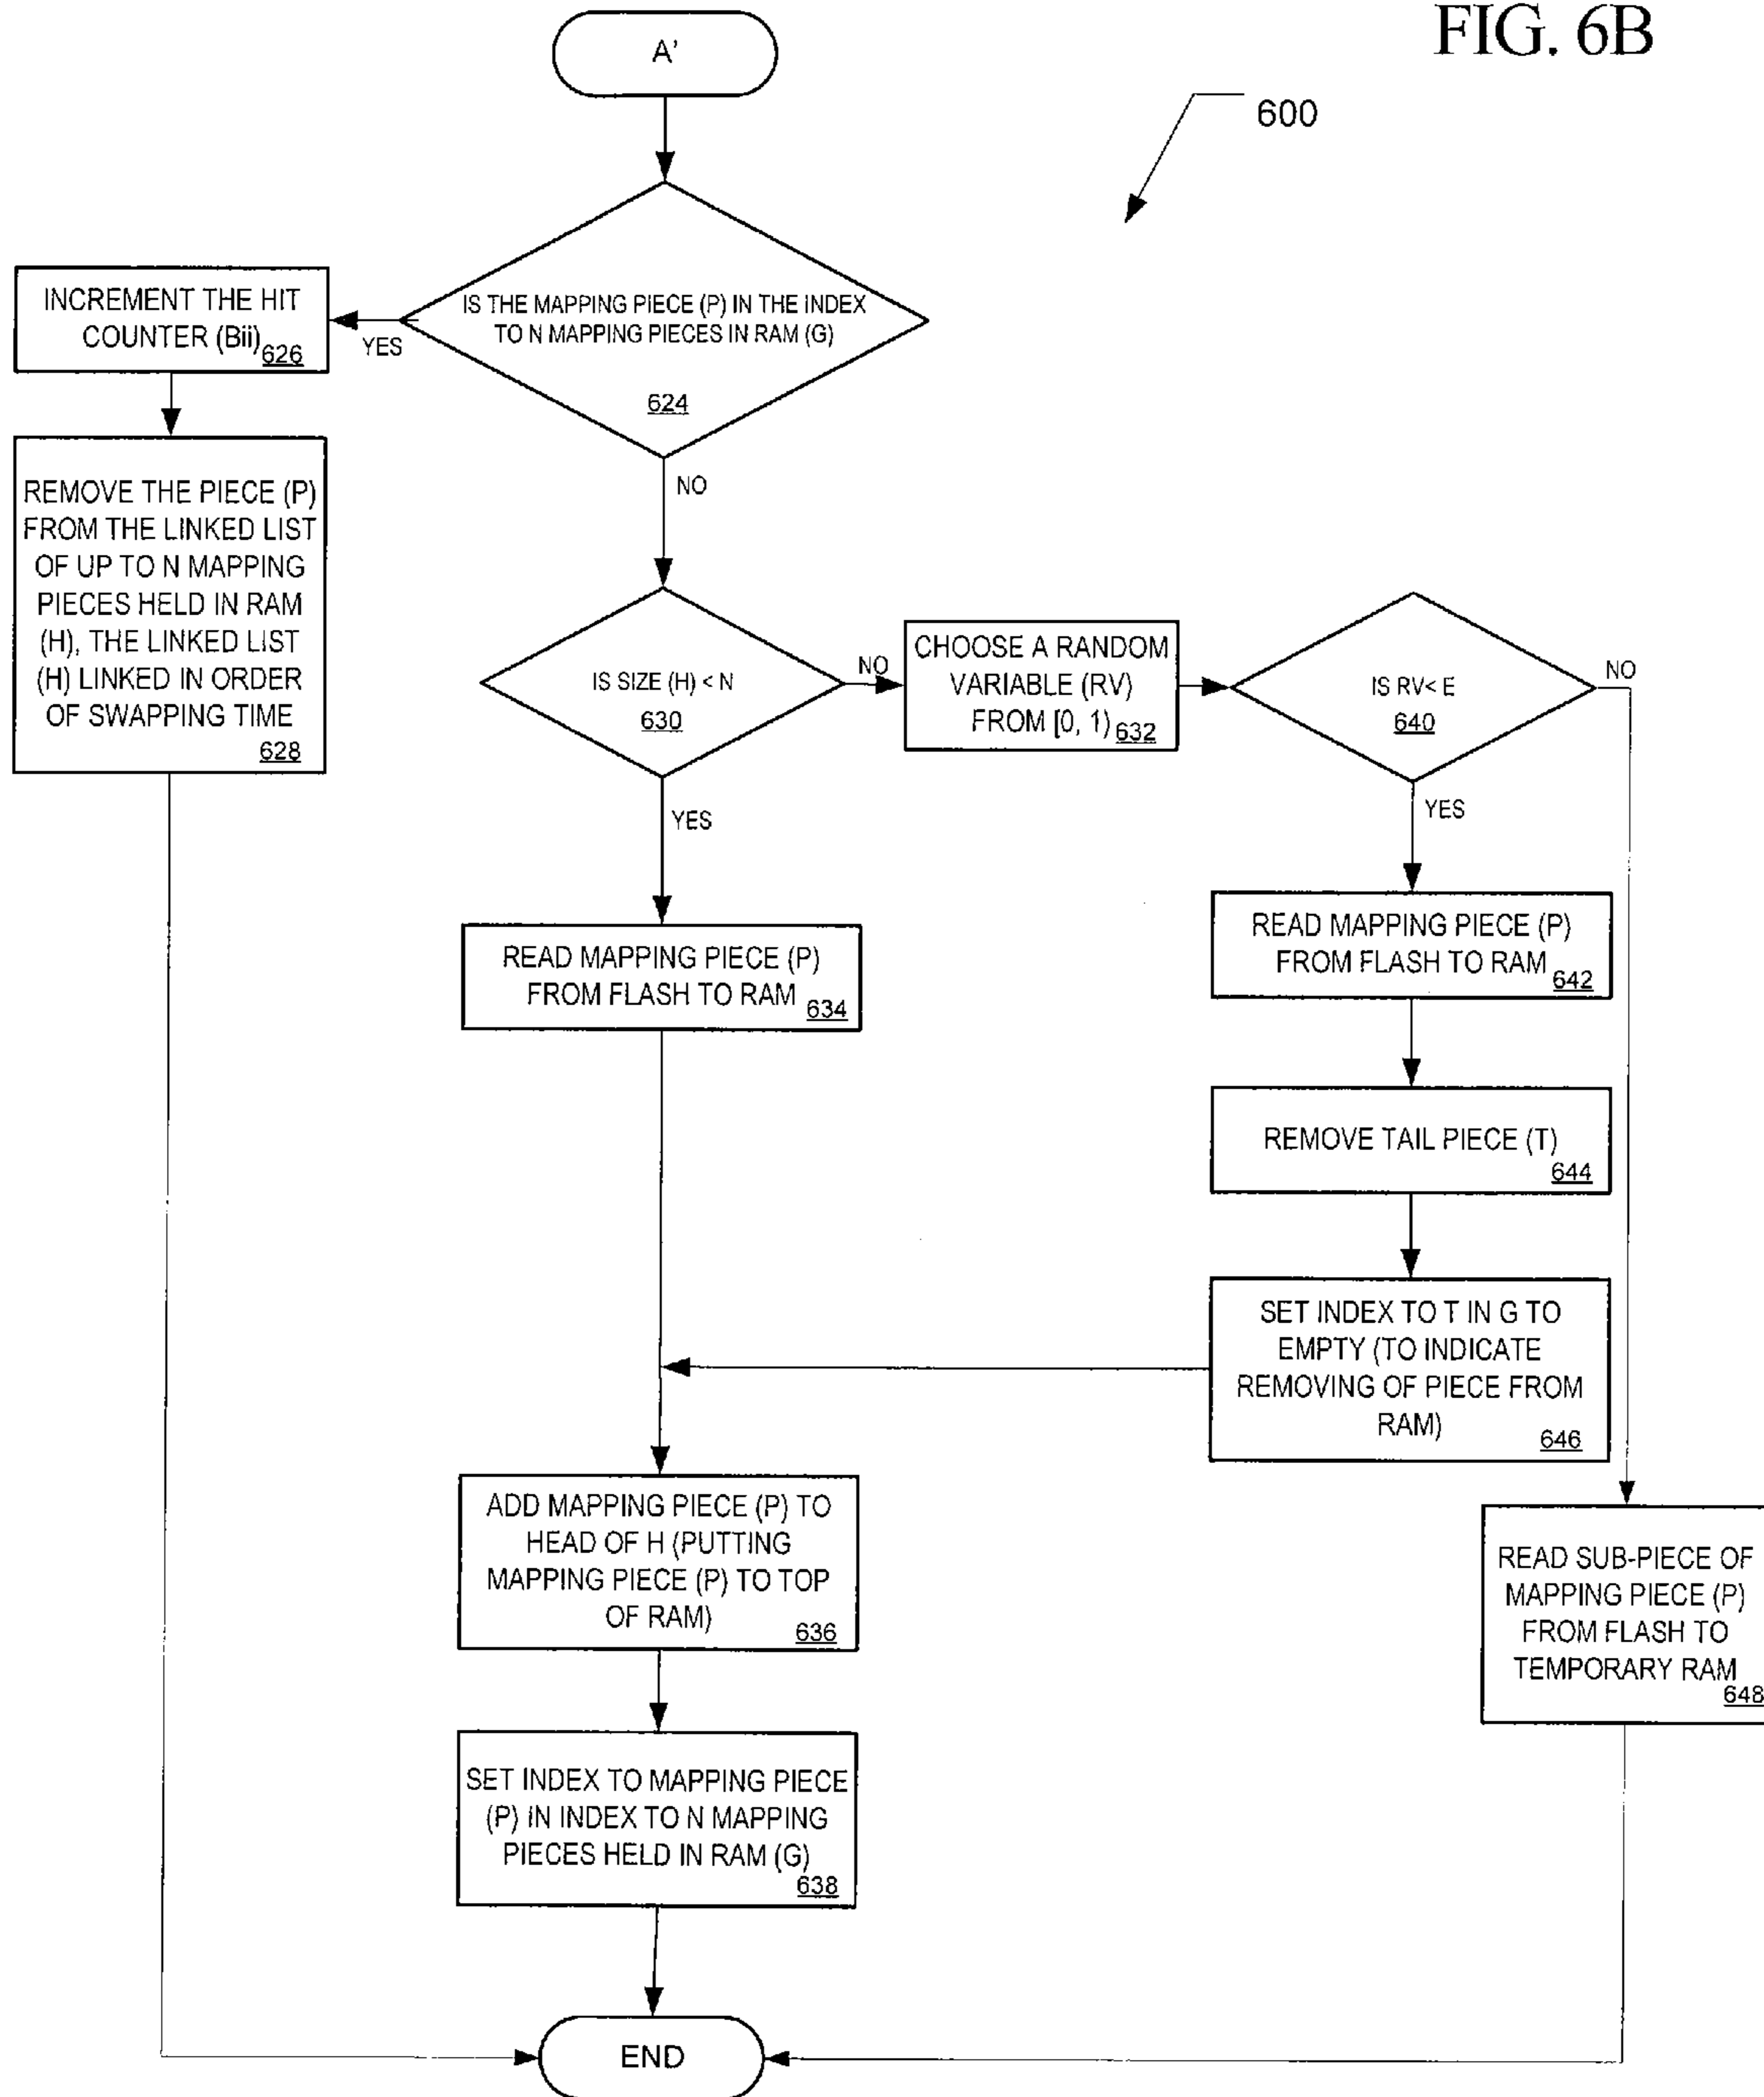 FIG. 6B
A'
600
IS THE MAPPING PIECE (P) IN THE INDEX
TO N MAPPING PIECES IN RAM (G)
624
YES
INCREMENT THE HIT
COUNTER (Bii) 626
REMOVE THE PIECE (P)
FROM THE LINKED LIST
OF UP TO N MAPPING
PIECES HELD IN RAM
(H), THE LINKED LIST
(H) LINKED IN ORDER
OF SWAPPING TIME
628
NO
IS SIZE (H) < N
630
NO
CHOOSE A RANDOM
VARIABLE (RV)
FROM [0, 1) 632
IS RV< E
640
NO
YES
YES
READ MAPPING PIECE (P)
FROM FLASH TO RAM
634
READ MAPPING PIECE (P)
FROM FLASH TO RAM
642
REMOVE TAIL PIECE (T)
644
SET INDEX TO T IN G TO
EMPTY (TO INDICATE
REMOVING OF PIECE FROM
RAM)
646
ADD MAPPING PIECE (P) TO
HEAD OF H (PUTTING
MAPPING PIECE (P) TO TOP
OF RAM)
636
READ SUB-PIECE OF
MAPPING PIECE (P)
FROM FLASH TO
TEMPORARY RAM
648
SET INDEX TO MAPPING PIECE
(P) IN INDEX TO N MAPPING
PIECES HELD IN RAM (G)
638
END